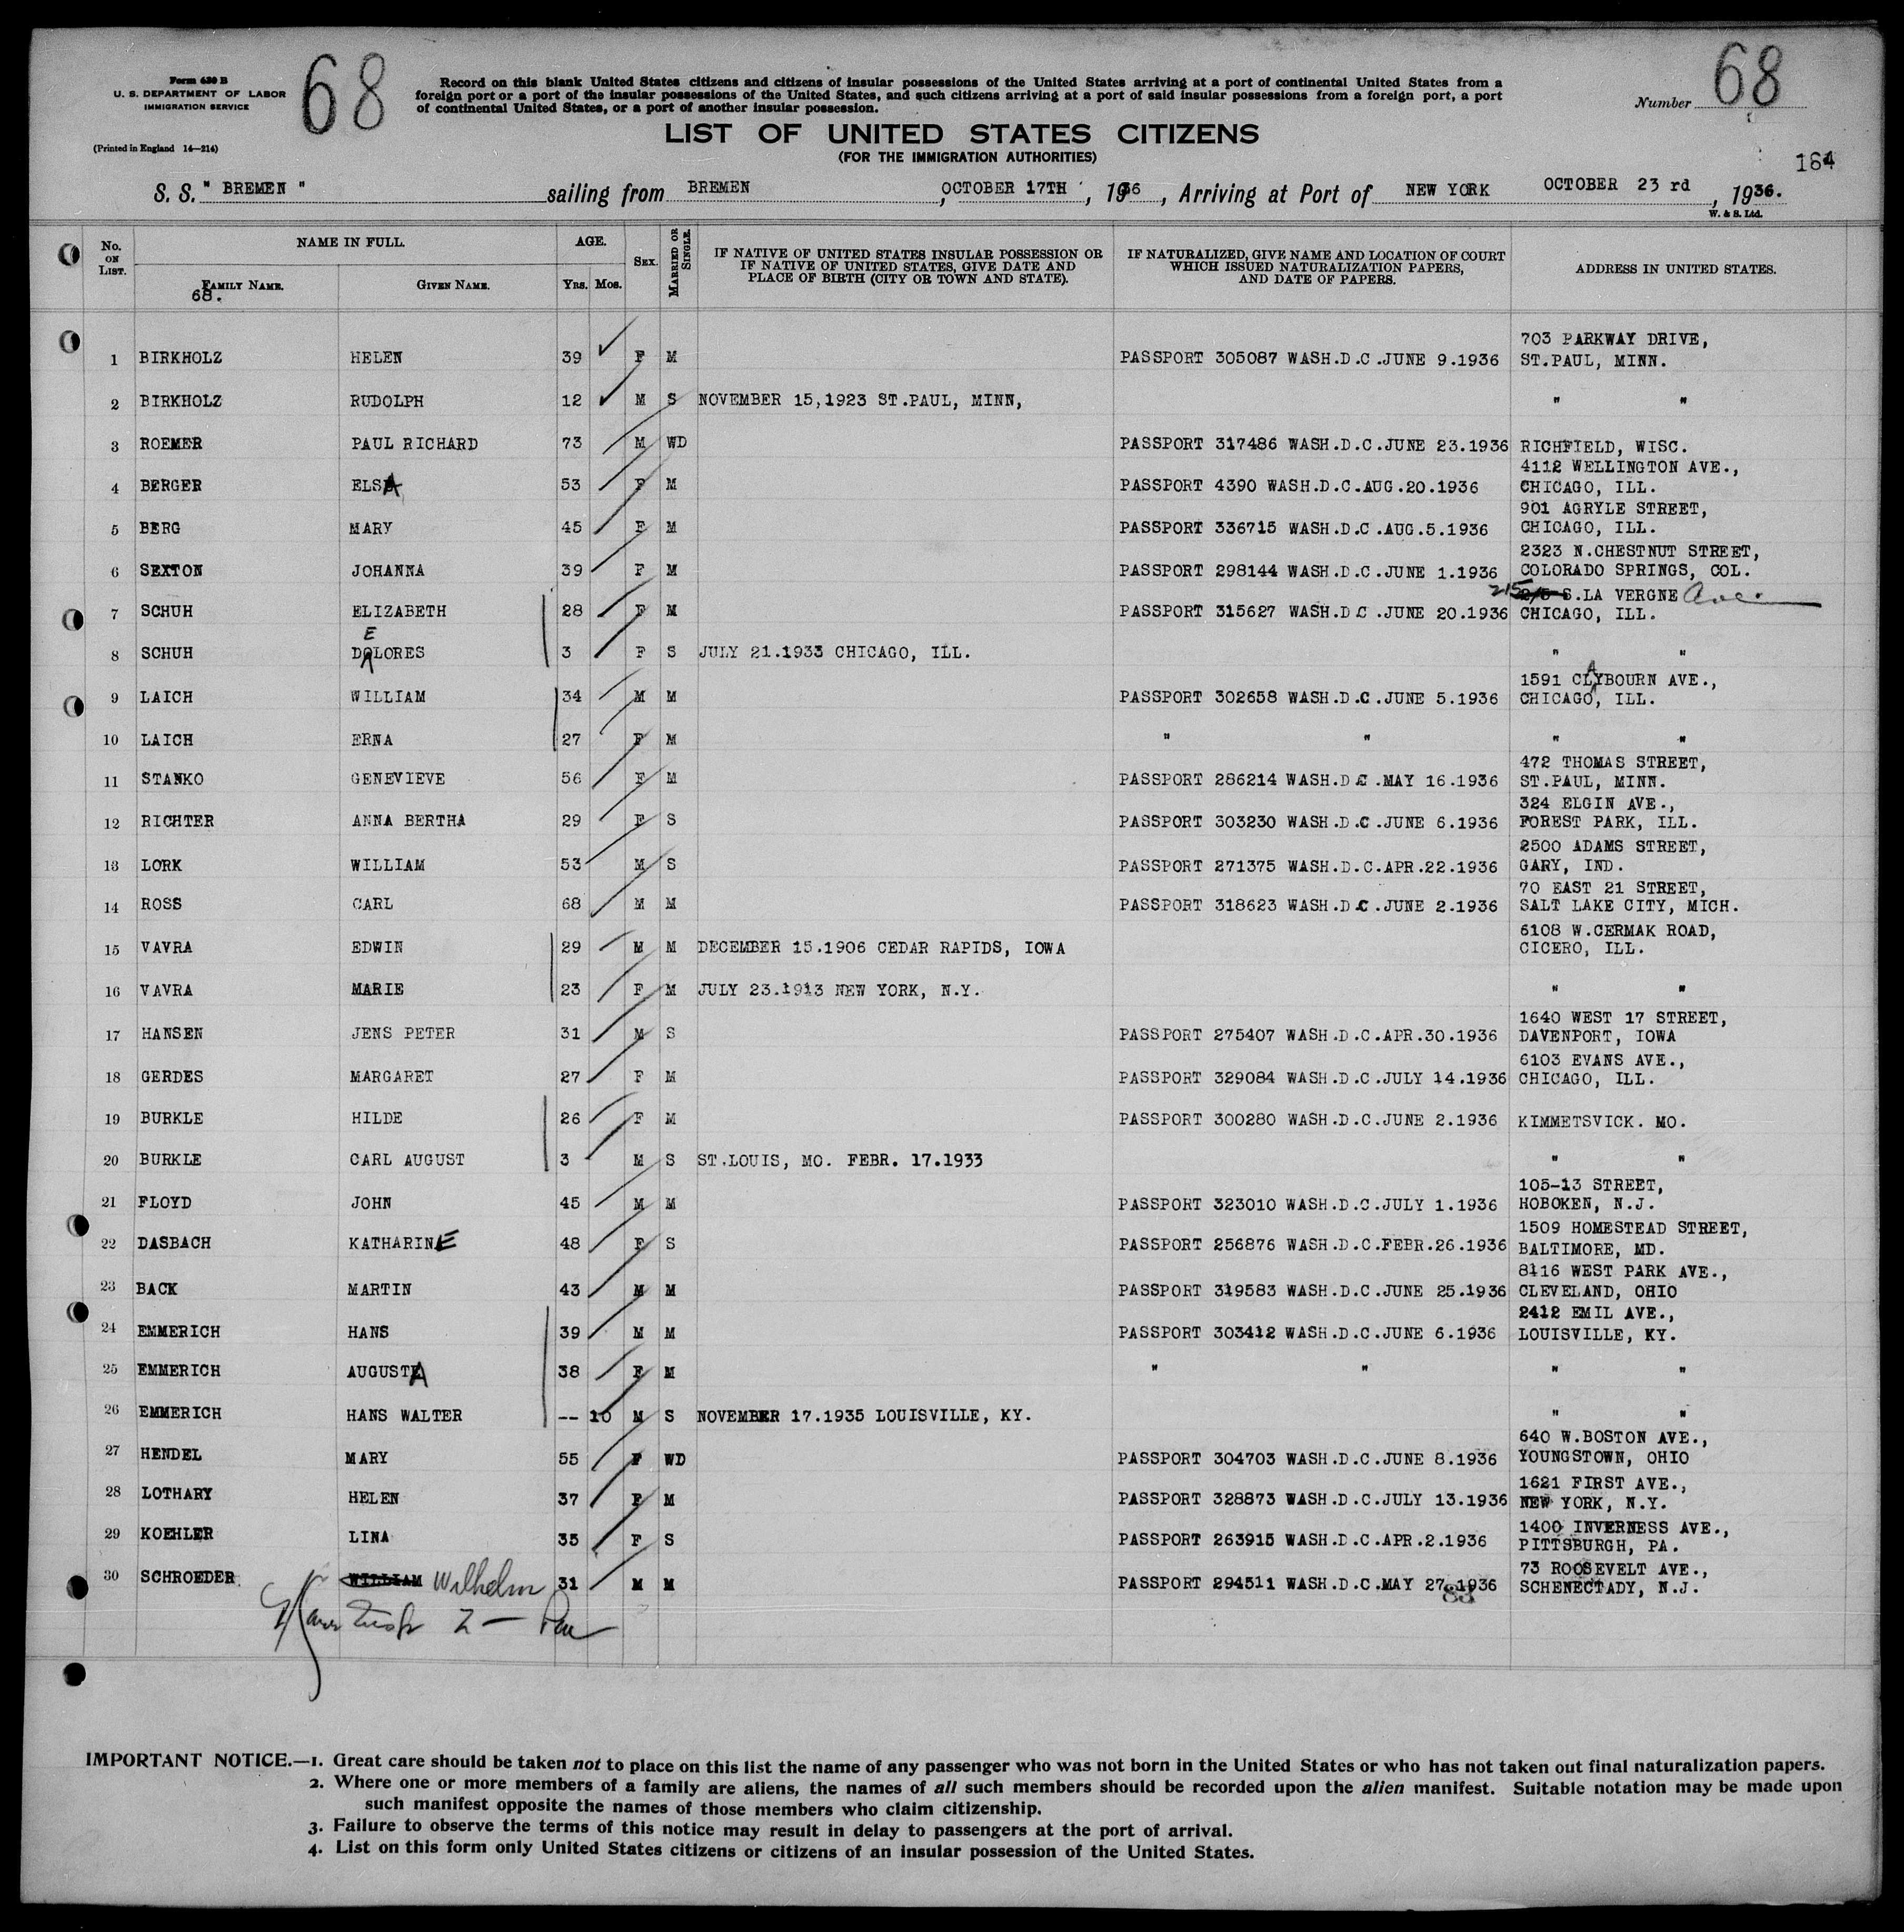 Form 630 B
U. S. DEPARTMENT OF LABOR
IMMIGRATION SERVICE
(Printed in England 14—214)
68
Record on this blank United States citizens and citizens of insular possessions of the United States arriving at a port of continental United States from a
foreign port or a port of the insular possessions of the United States, and such citizens arriving at a port of said insular possessions from a foreign port, a port
of continental United States, or a port of another insular possession.
Number 68
LIST OF UNITED STATES CITIZENS
(FOR THE IMMIGRATION AUTHORITIES)
184
S. S. " BREMEN " sailing from BREMEN, OCTOBER 17TH, 1936, Arriving at Port of NEW YORK OCTOBER 23 rd, 1936.
W. & S. Ltd.
No. ON LIST. NAME IN FULL. FAMILY NAME. GIVEN NAME. AGE. Yrs. Mos. SEX. MARRIED OR SINGLE. IF NATIVE OF UNITED STATES INSULAR POSSESSION OR IF NATIVE OF UNITED STATES, GIVE DATE AND PLACE OF BIRTH (CITY OR TOWN AND STATE). IF NATURALIZED, GIVE NAME AND LOCATION OF COURT WHICH ISSUED NATURALIZATION PAPERS, AND DATE OF PAPERS. ADDRESS IN UNITED STATES.
68.
1 BIRKHOLZ HELEN 39 F M PASSPORT 305087 WASH.D.C.JUNE 9.1936 703 PARKWAY DRIVE, ST.PAUL, MINN.
2 BIRKHOLZ RUDOLPH 12 M S NOVEMBER 15,1923 ST.PAUL, MINN, " "
3 ROEMER PAUL RICHARD 73 M WD PASSPORT 317486 WASH.D.C.JUNE 23.1936 RICHFIELD, WISC.
4 BERGER ELSA 53 F M PASSPORT 4390 WASH.D.C.AUG.20.1936 4112 WELLINGTON AVE., CHICAGO, ILL.
5 BERG MARY 45 F M PASSPORT 336715 WASH.D.C.AUG.5.1936 901 AGRYLE STREET, CHICAGO, ILL.
6 SEXTON JOHANNA 39 F M PASSPORT 298144 WASH.D.C.JUNE 1.1936 2323 N.CHESTNUT STREET, COLORADO SPRINGS, COL.
7 SCHUH ELIZABETH 28 F M PASSPORT 315627 WASH.D.C.JUNE 20.1936 215 S.LA VERGNE CHICAGO, ILL.
8 SCHUH DELORES 3 F S JULY 21.1933 CHICAGO, ILL. " "
9 LAICH WILLIAM 34 M M PASSPORT 302658 WASH.D.C.JUNE 5.1936 1591 CLAYBOURN AVE., CHICAGO, ILL.
10 LAICH ERNA 27 F M " " " "
11 STANKO GENEVIEVE 56 F M PASSPORT 286214 WASH.D.C.MAY 16.1936 472 THOMAS STREET, ST.PAUL, MINN.
12 RICHTER ANNA BERTHA 29 F S PASSPORT 303230 WASH.D.C.JUNE 6.1936 324 ELGIN AVE., FOREST PARK, ILL.
13 LORK WILLIAM 53 M S PASSPORT 271375 WASH.D.C.APR.22.1936 2500 ADAMS STREET, GARY, IND.
14 ROSS CARL 68 M M PASSPORT 318623 WASH.D.C.JUNE 2.1936 70 EAST 21 STREET, SALT LAKE CITY, MICH.
15 VAVRA EDWIN 29 M M DECEMBER 15.1906 CEDAR RAPIDS, IOWA 6108 W.CERMAK ROAD, CICERO, ILL.
16 VAVRA MARIE 23 F M JULY 23.1913 NEW YORK, N.Y. " "
17 HANSEN JENS PETER 31 M S PASSPORT 275407 WASH.D.C.APR.30.1936 1640 WEST 17 STREET, DAVENPORT, IOWA
18 GERDES MARGARET 27 F M PASSPORT 329084 WASH.D.C.JULY 14.1936 6103 EVANS AVE., CHICAGO, ILL.
19 BURKLE HILDE 26 F M PASSPORT 300280 WASH.D.C.JUNE 2.1936 KIMMETSVICK. MO.
20 BURKLE CARL AUGUST 3 M S ST.LOUIS, MO. FEBR. 17.1933 " "
21 FLOYD JOHN 45 M M PASSPORT 323010 WASH.D.C.JULY 1.1936 105-13 STREET, HOBOKEN, N.J.
22 DASBACH KATHARINE 48 F S PASSPORT 256876 WASH.D.C.FEBR.26.1936 1509 HOMESTEAD STREET, BALTIMORE, MD.
23 BACK MARTIN 43 M M PASSPORT 319583 WASH.D.C.JUNE 25.1936 8116 WEST PARK AVE., CLEVELAND, OHIO
24 EMMERICH HANS 39 M M PASSPORT 303412 WASH.D.C.JUNE 6.1936 2412 EMIL AVE., LOUISVILLE, KY.
25 EMMERICH AUGUSTA 38 F M " " " "
26 EMMERICH HANS WALTER -- 10 M S NOVEMBER 17.1935 LOUISVILLE, KY. " "
27 HENDEL MARY 55 F WD PASSPORT 304703 WASH.D.C.JUNE 8.1936 640 W.BOSTON AVE., YOUNGSTOWN, OHIO
28 LOTHARY HELEN 37 F M PASSPORT 328873 WASH.D.C.JULY 13.1936 1621 FIRST AVE., NEW YORK, N.Y.
29 KOEHLER LINA 35 F S PASSPORT 263915 WASH.D.C.APR.2.1936 1400 INVERNESS AVE., PITTSBURGH, PA.
30 SCHROEDER WILLIAM Wilhelm 31 M M PASSPORT 294511 WASH.D.C.MAY 27.1936 73 ROOSEVELT AVE., SCHENECTADY, N.J.
83
IMPORTANT NOTICE.—1. Great care should be taken not to place on this list the name of any passenger who was not born in the United States or who has not taken out final naturalization papers.
2. Where one or more members of a family are aliens, the names of all such members should be recorded upon the alien manifest. Suitable notation may be made upon
such manifest opposite the names of those members who claim citizenship.
3. Failure to observe the terms of this notice may result in delay to passengers at the port of arrival.
4. List on this form only United States citizens or citizens of an insular possession of the United States.